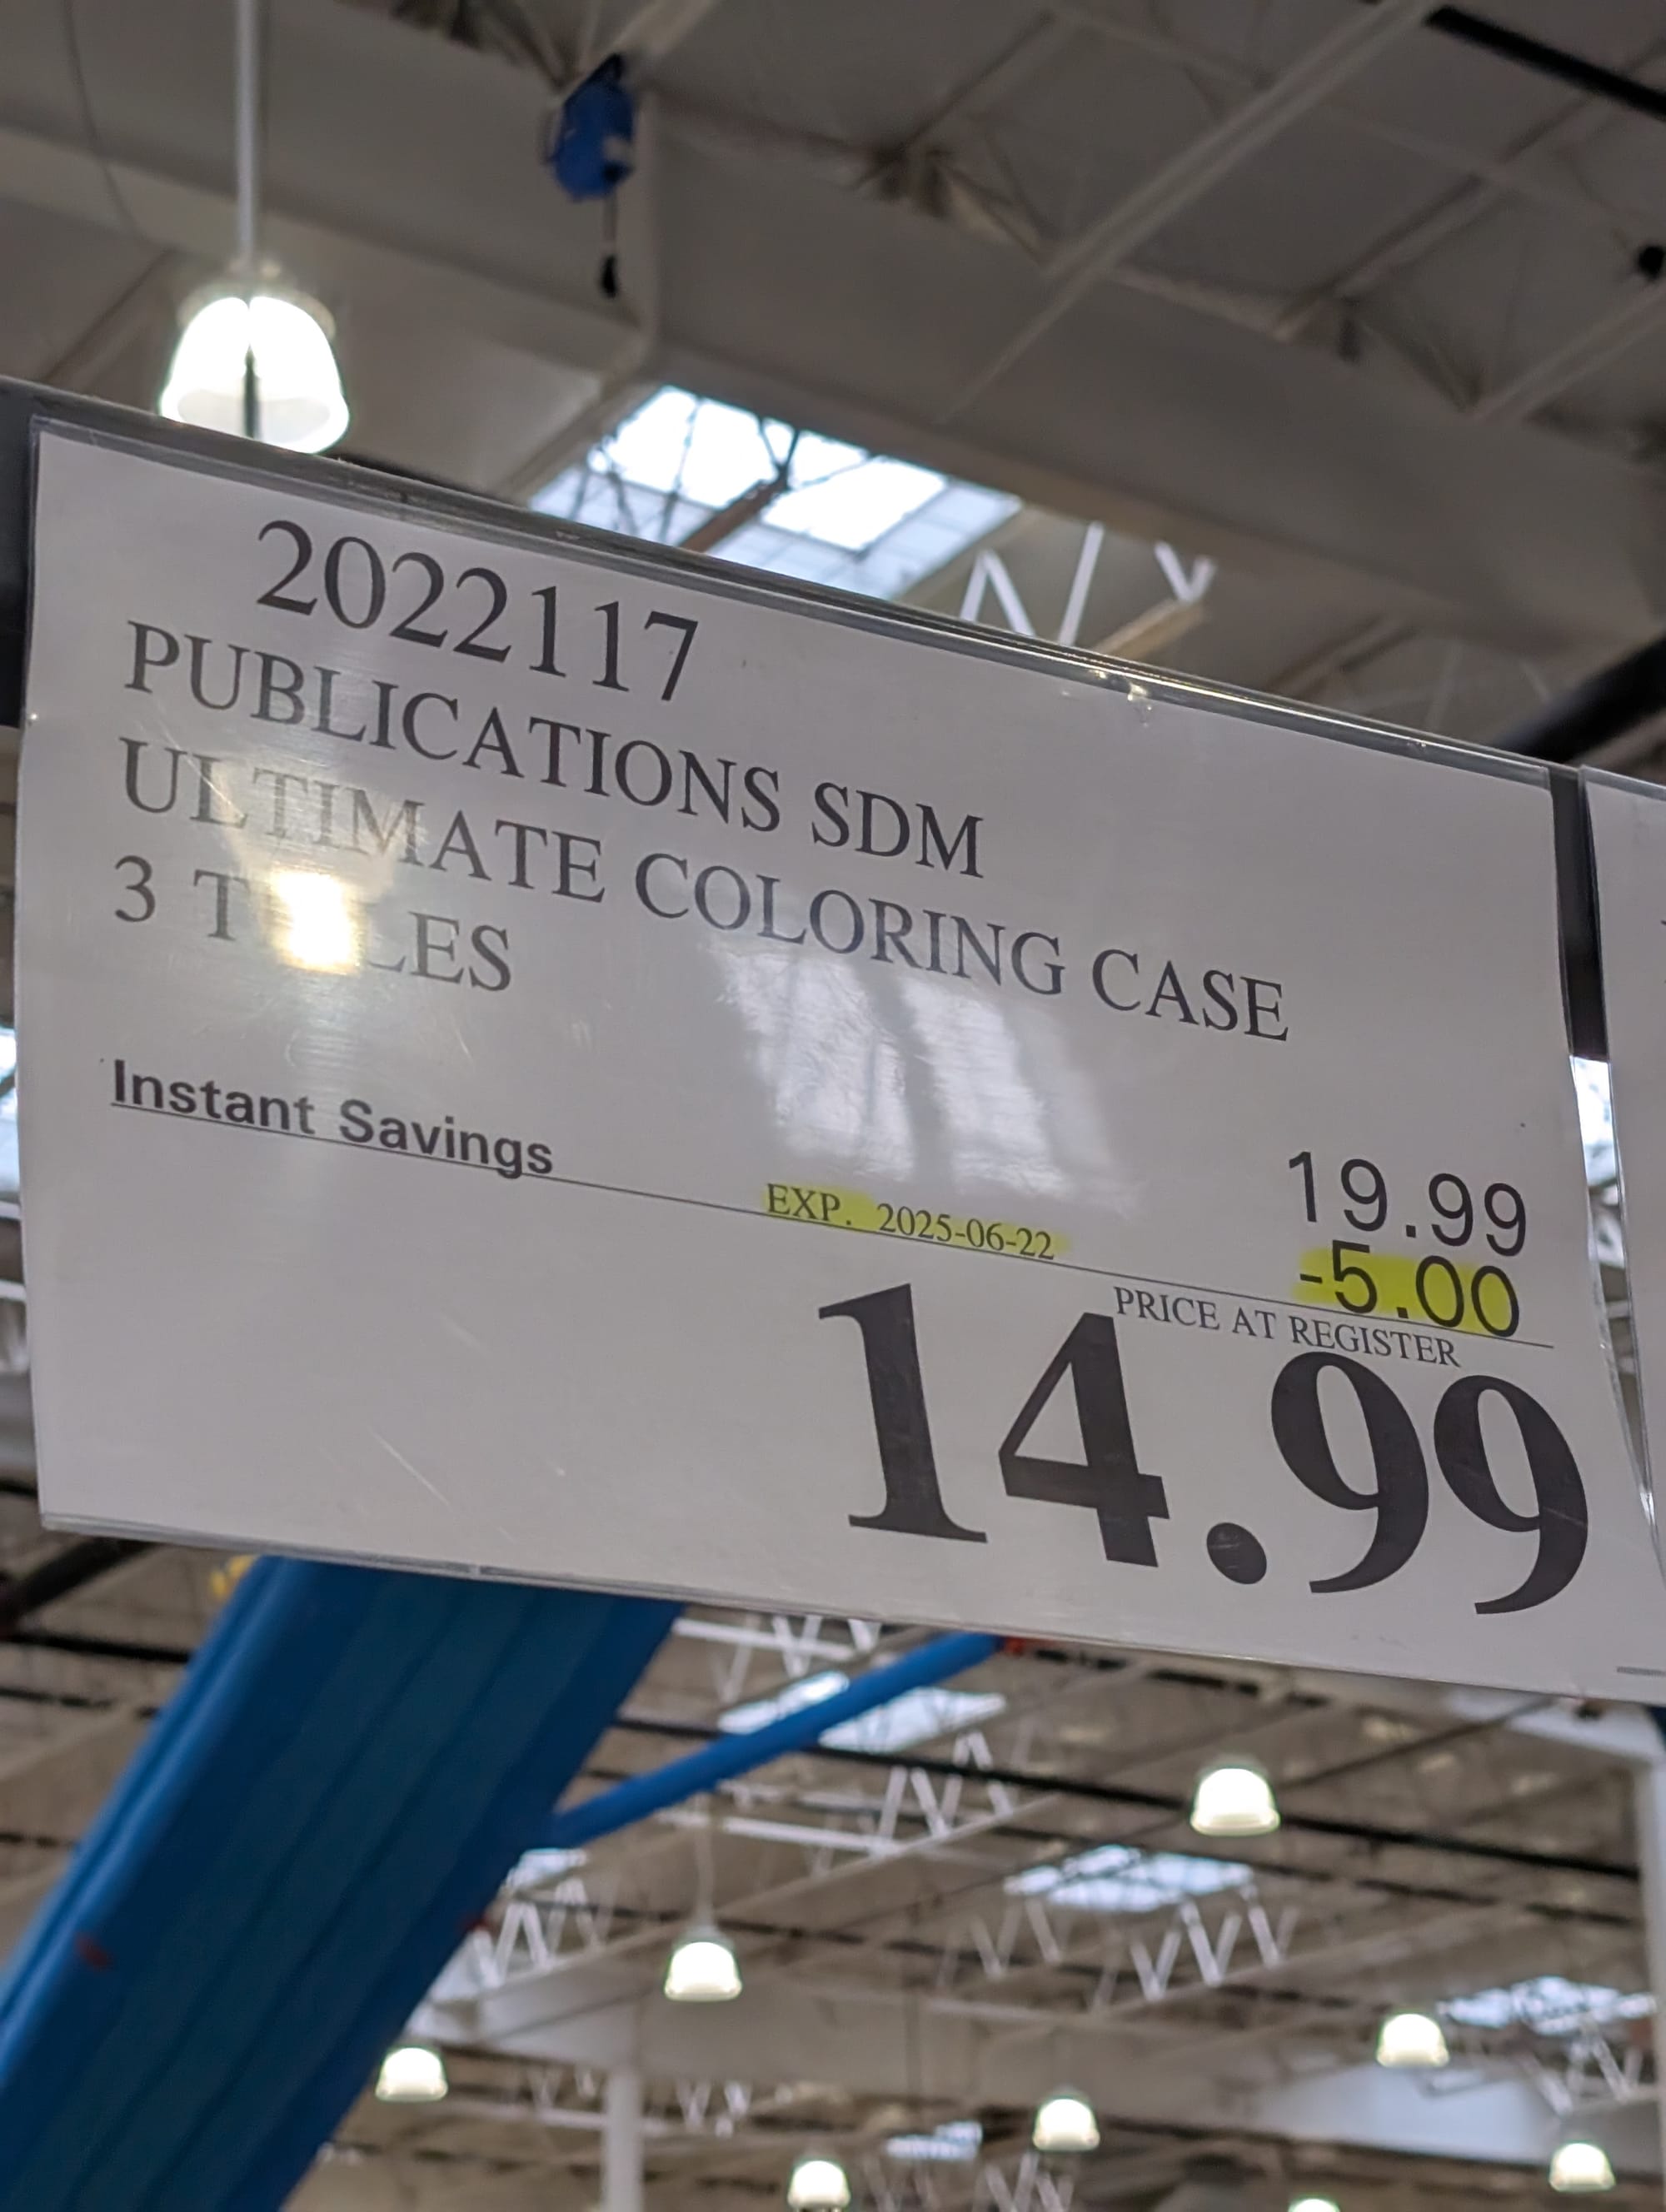 2022117
PUBLICATIONS SDM
ULTIMATE COLORING CASE
3 TITLES
Instant Savings
19.99
EXP. 2025-06-22
-5.00
PRICE AT REGISTER
14.99